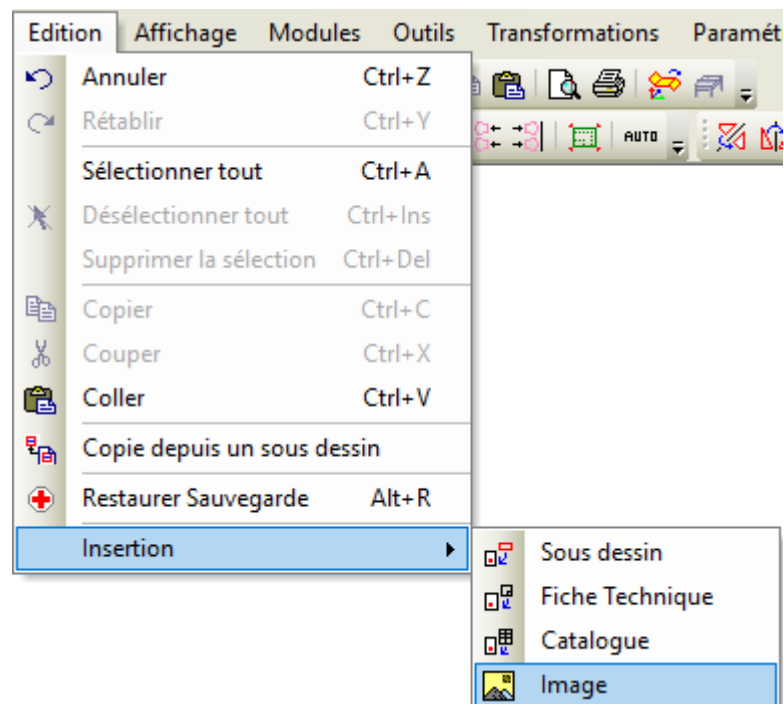 Edition Affichage Modules Outils Transformations Paramét
Annuler Ctrl+Z
Rétablir Ctrl+Y
AUTO
Sélectionner tout Ctrl+A
Désélectionner tout Ctrl+Ins
Supprimer la sélection Ctrl+Del
Copier Ctrl+C
Couper Ctrl+X
Coller Ctrl+V
Copie depuis un sous dessin
Restaurer Sauvegarde Alt+R
Insertion
Sous dessin
Fiche Technique
Catalogue
Image